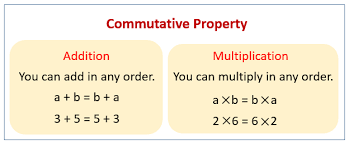 Commutative Property
Addition
You can add in any order.
a + b = b + a
3 + 5 = 5 + 3
Multiplication
You can multiply in any order.
a ×b = b×a
2 ×6 = 6 ×2